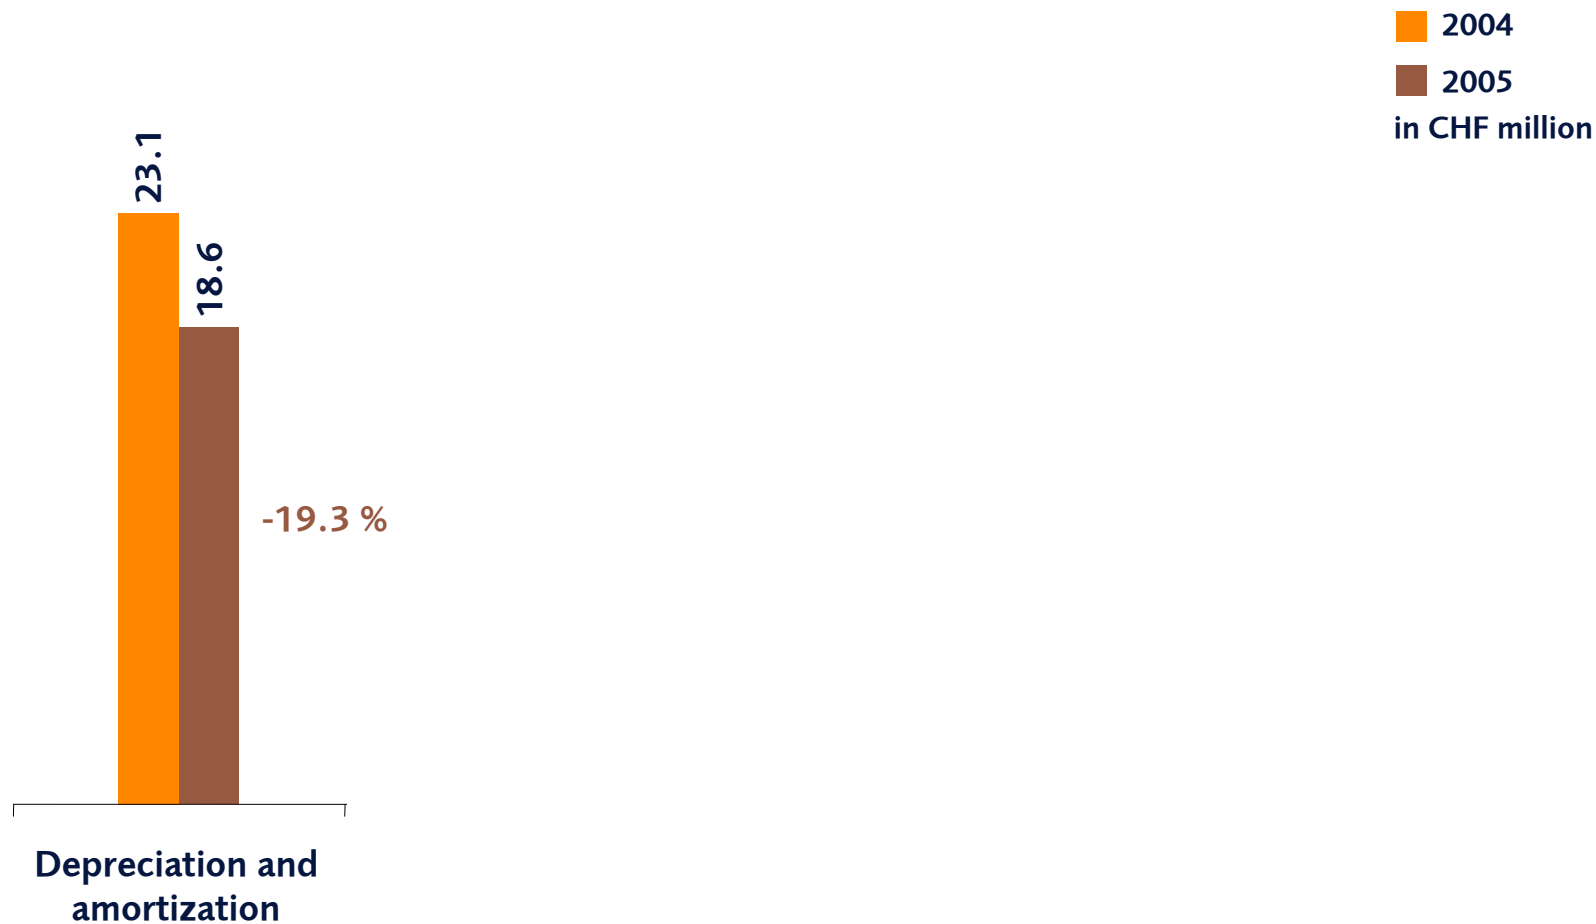 2004
2005
in CHF million
23.1
18.6
-19.3 %
Depreciation and
amortization